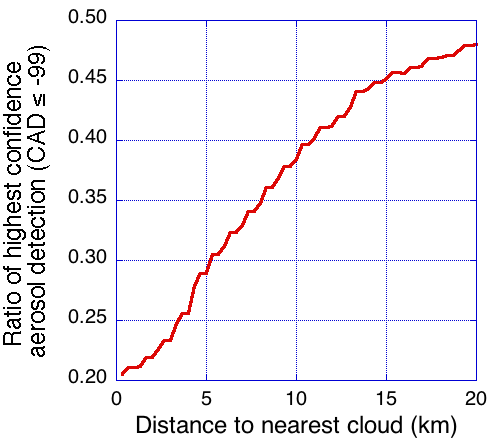 Ratio of highest confidence
aerosol detection (CAD ≤ -99)
0.50
0.45
0.40
0.35
0.30
0.25
0.20
0 5 10 15 20
Distance to nearest cloud (km)